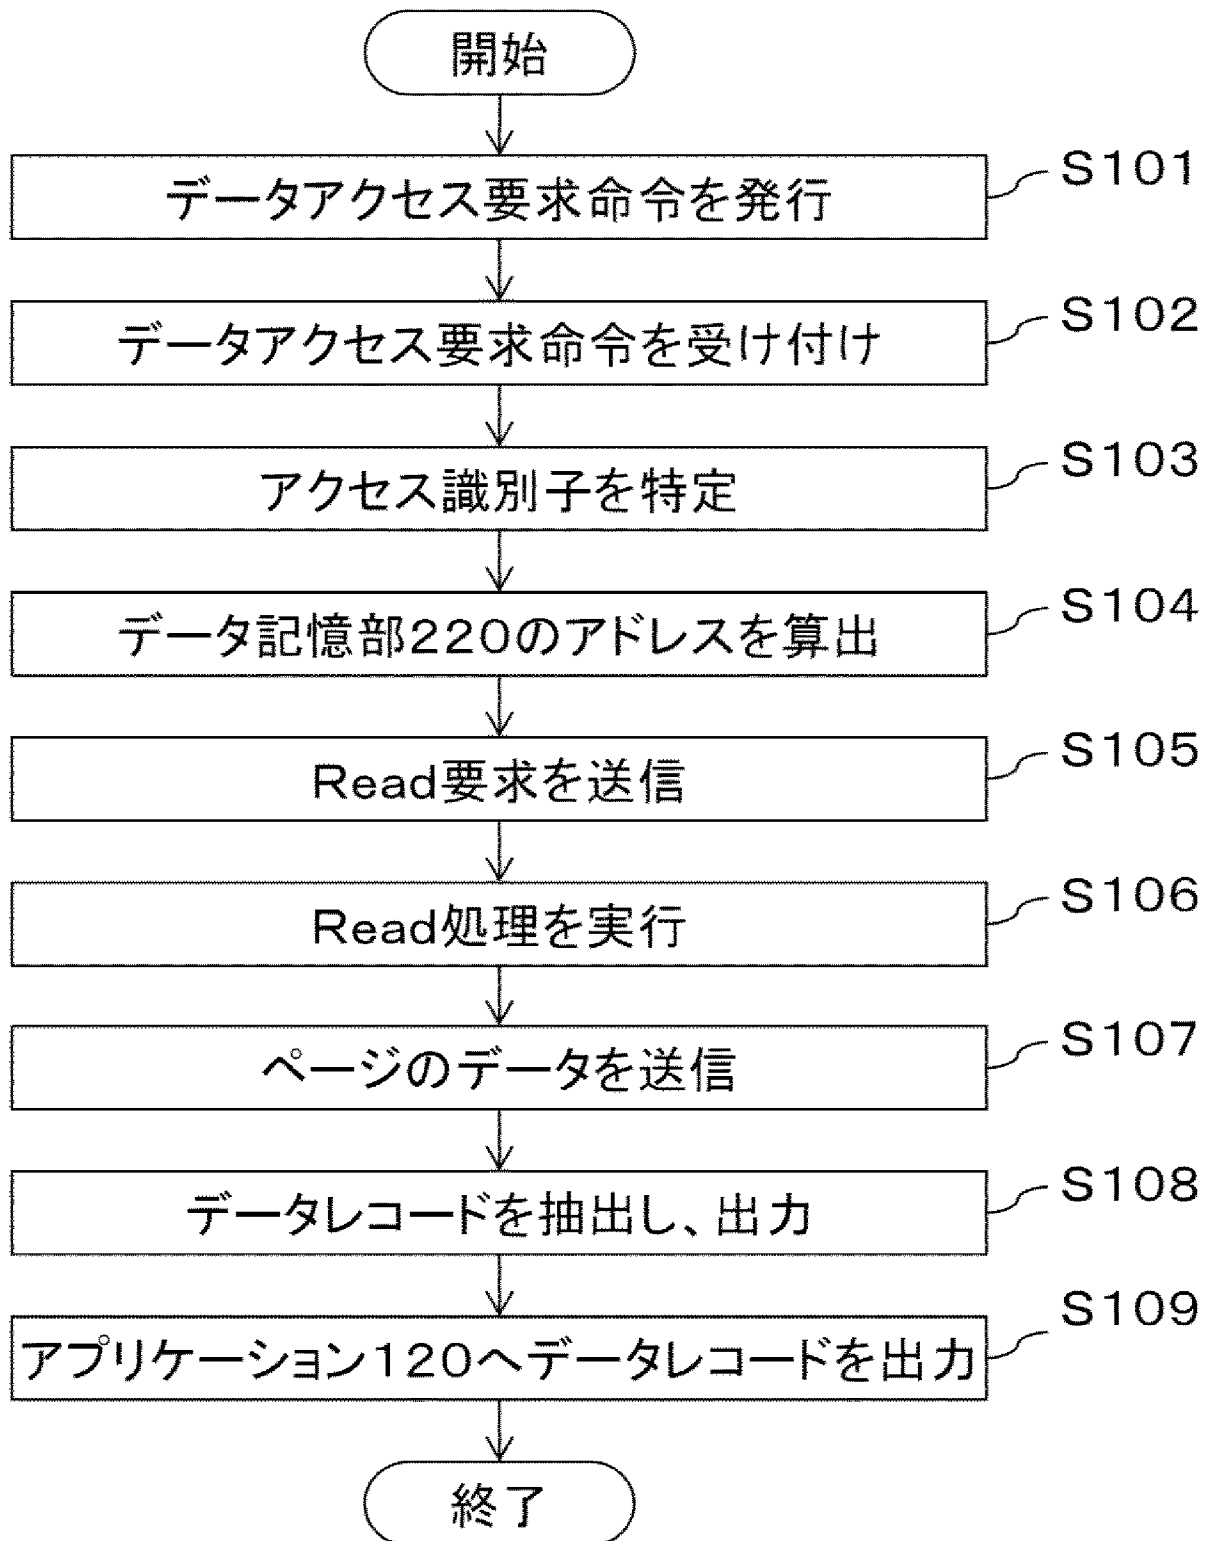 開始
データアクセス要求命令を発行 S101
データアクセス要求命令を受け付け S102
アクセス識別子を特定 S103
データ記憶部220のアドレスを算出 S104
Read要求を送信 S105
Read処理を実行 S106
ページのデータを送信 S107
データレコードを抽出し、出力 S108
アプリケーション120へデータレコードを出力 S109
終了